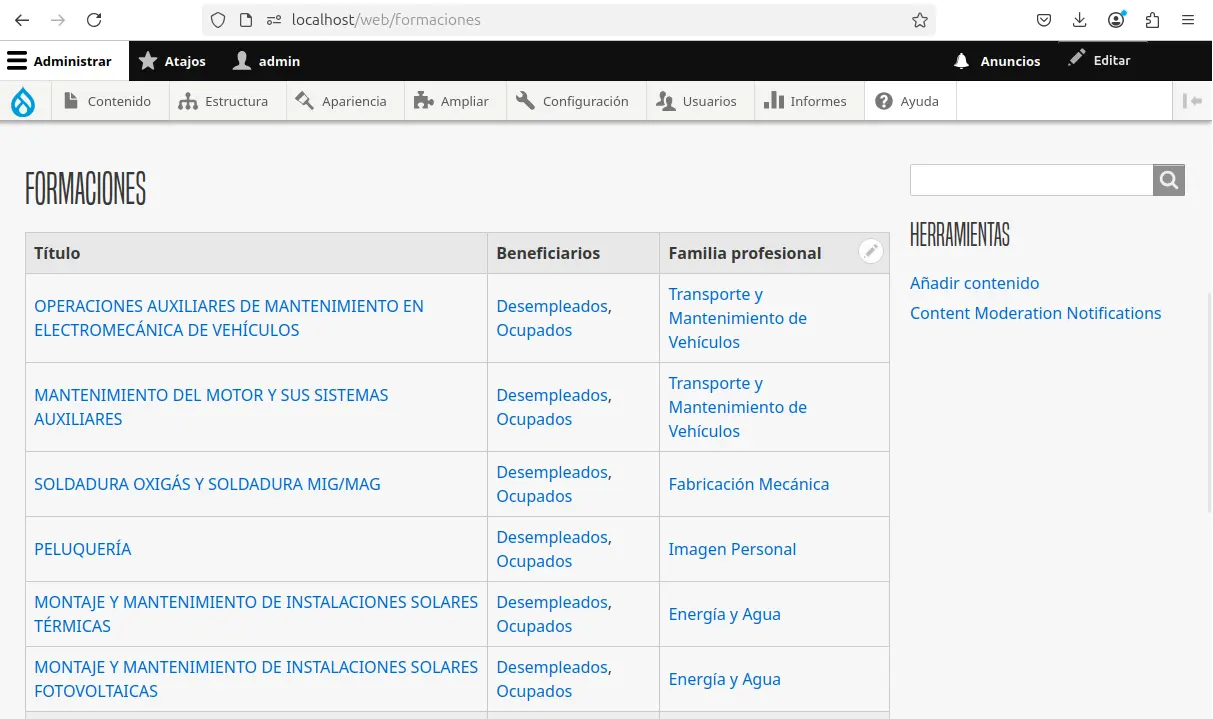 localhost/web/formaciones
Administrar Atajos admin Anuncios Editar
Contenido Estructura Apariencia Ampliar Configuración Usuarios Informes Ayuda
FORMACIONES
Título Beneficiarios Familia profesional
OPERACIONES AUXILIARES DE MANTENIMIENTO EN
ELECTROMECÁNICA DE VEHÍCULOS
Desempleados,
Ocupados
Transporte y
Mantenimiento de
Vehículos
MANTENIMIENTO DEL MOTOR Y SUS SISTEMAS
AUXILIARES
Desempleados,
Ocupados
Transporte y
Mantenimiento de
Vehículos
SOLDADURA OXIGÁS Y SOLDADURA MIG/MAG
Desempleados,
Ocupados
Fabricación Mecánica
PELUQUERÍA
Desempleados,
Ocupados
Imagen Personal
MONTAJE Y MANTENIMIENTO DE INSTALACIONES SOLARES
TÉRMICAS
Desempleados,
Ocupados
Energía y Agua
MONTAJE Y MANTENIMIENTO DE INSTALACIONES SOLARES
FOTOVOLTAICAS
Desempleados,
Ocupados
Energía y Agua
HERRAMIENTAS
Añadir contenido
Content Moderation Notifications